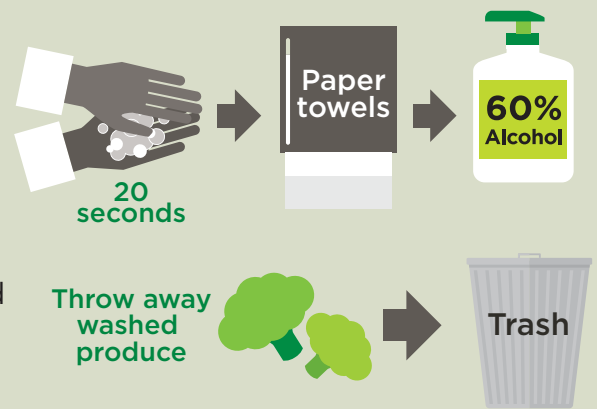 Paper
towels
60%
Alcohol
20
seconds
Throw away
washed
produce
Trash